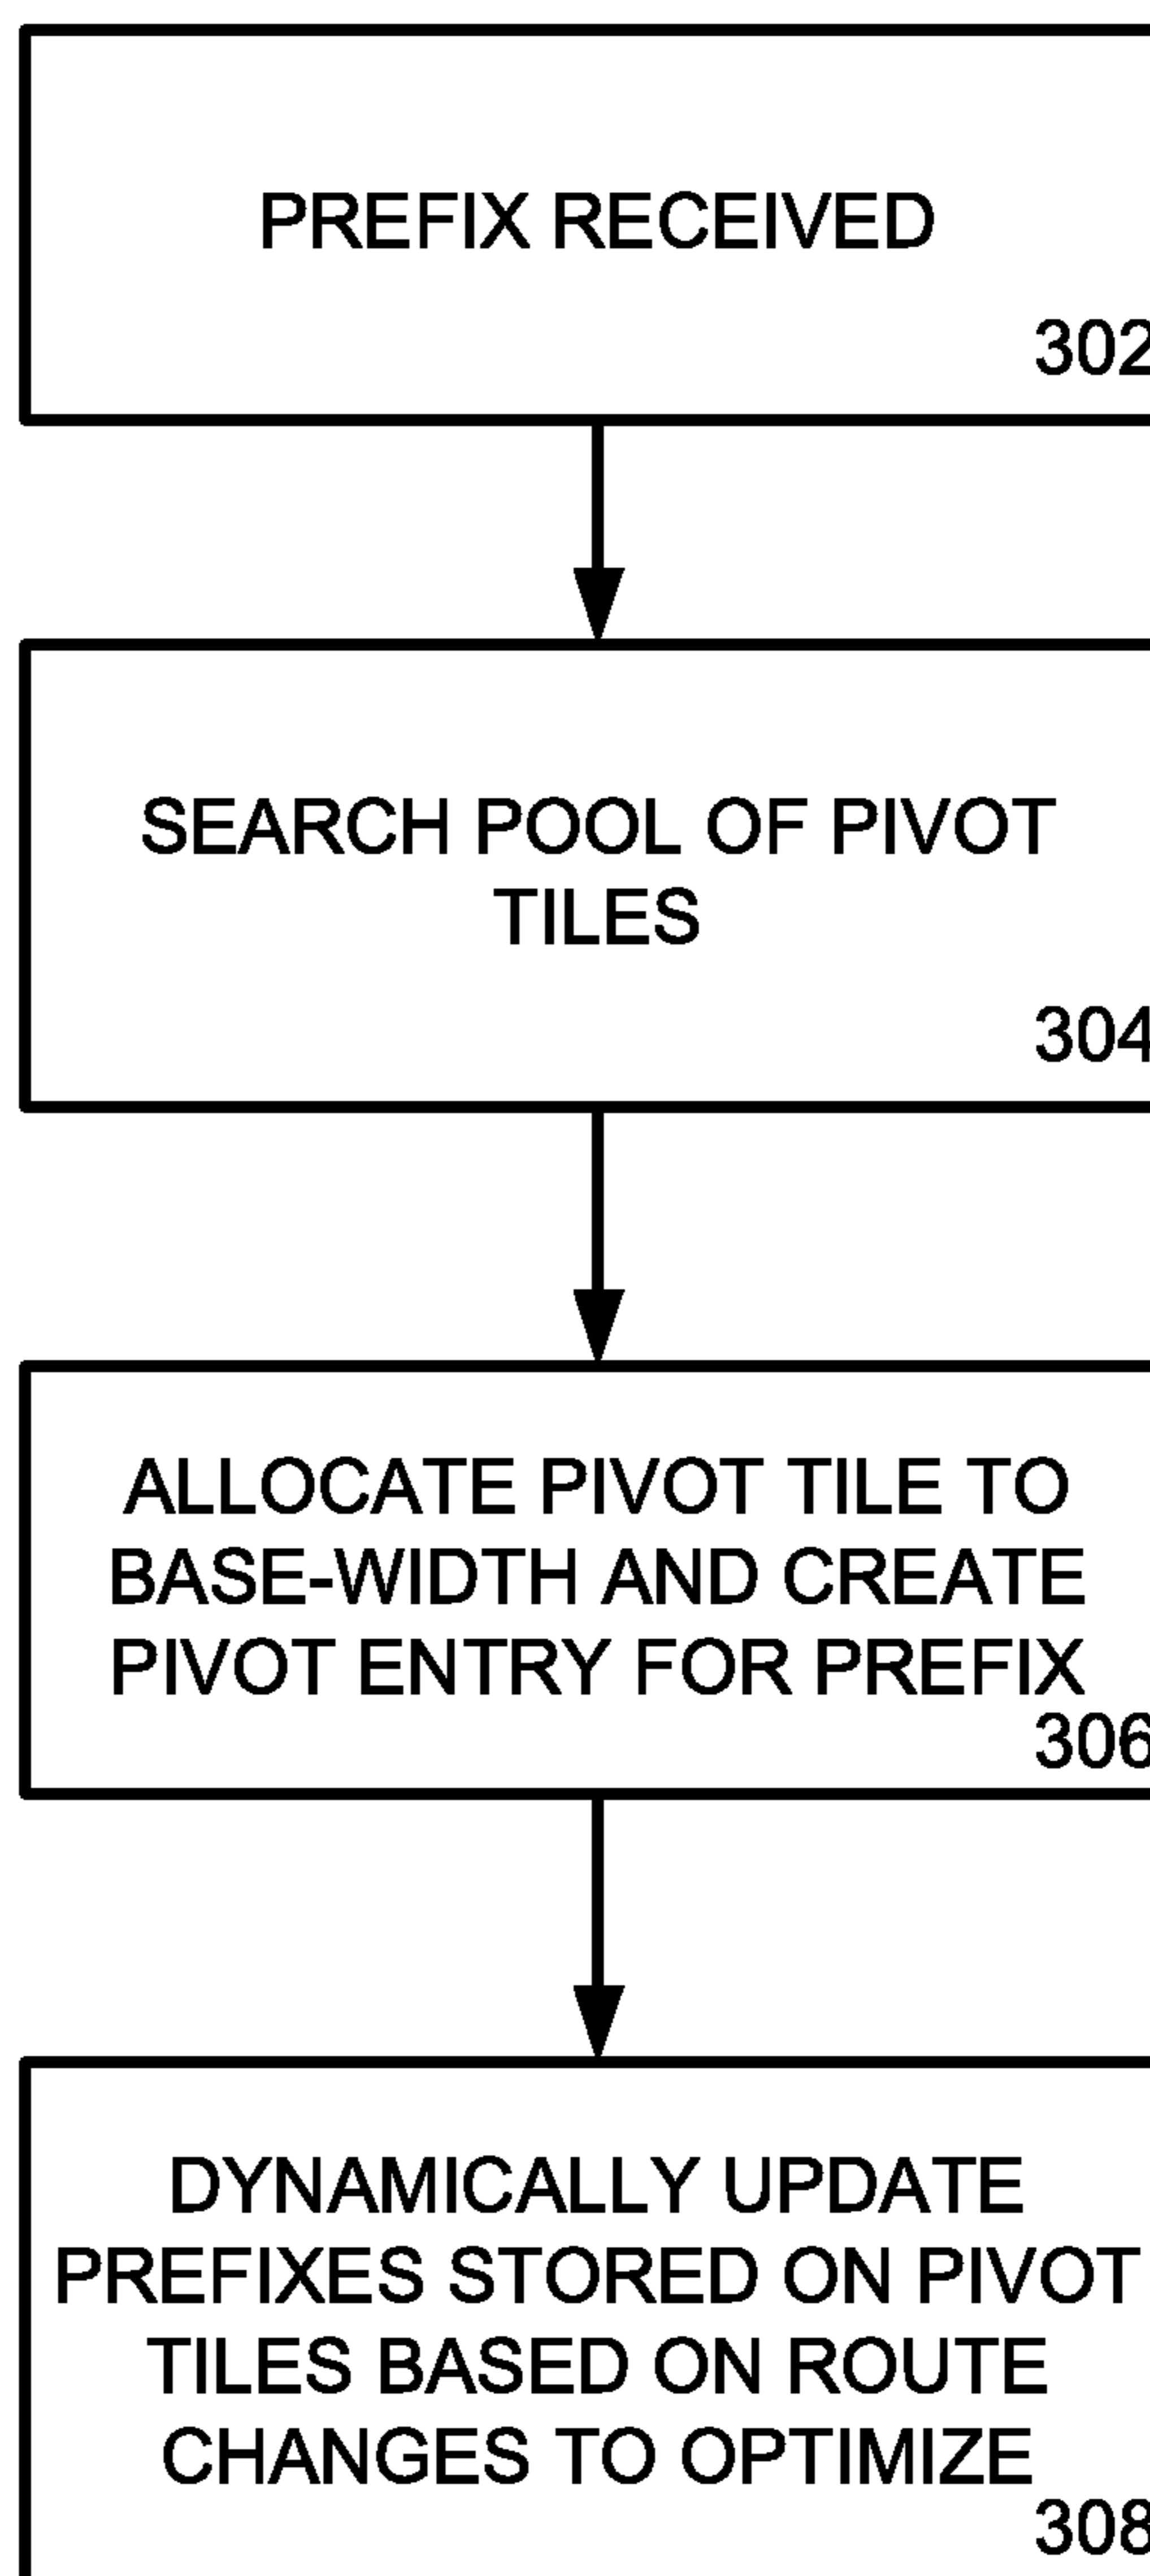 PREFIX RECEIVED
302
SEARCH POOL OF PIVOT
TILES
304
ALLOCATE PIVOT TILE TO
BASE-WIDTH AND CREATE
PIVOT ENTRY FOR PREFIX
306
DYNAMICALLY UPDATE
PREFIXES STORED ON PIVOT
TILES BASED ON ROUTE
CHANGES TO OPTIMIZE
308